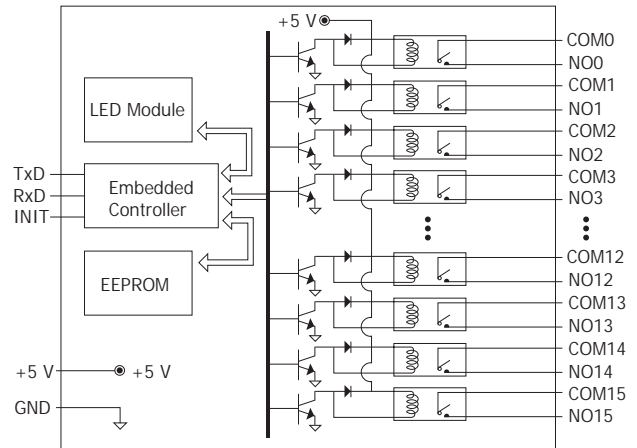 +5 V
COM0
NO0
COM1
NO1
LED Module
COM2
NO2
TxD
RxD
INIT
Embedded
Controller
COM3
NO3
EEPROM
COM12
NO12
COM13
NO13
COM14
NO14
+5 V
+5 V
GND
COM15
NO15